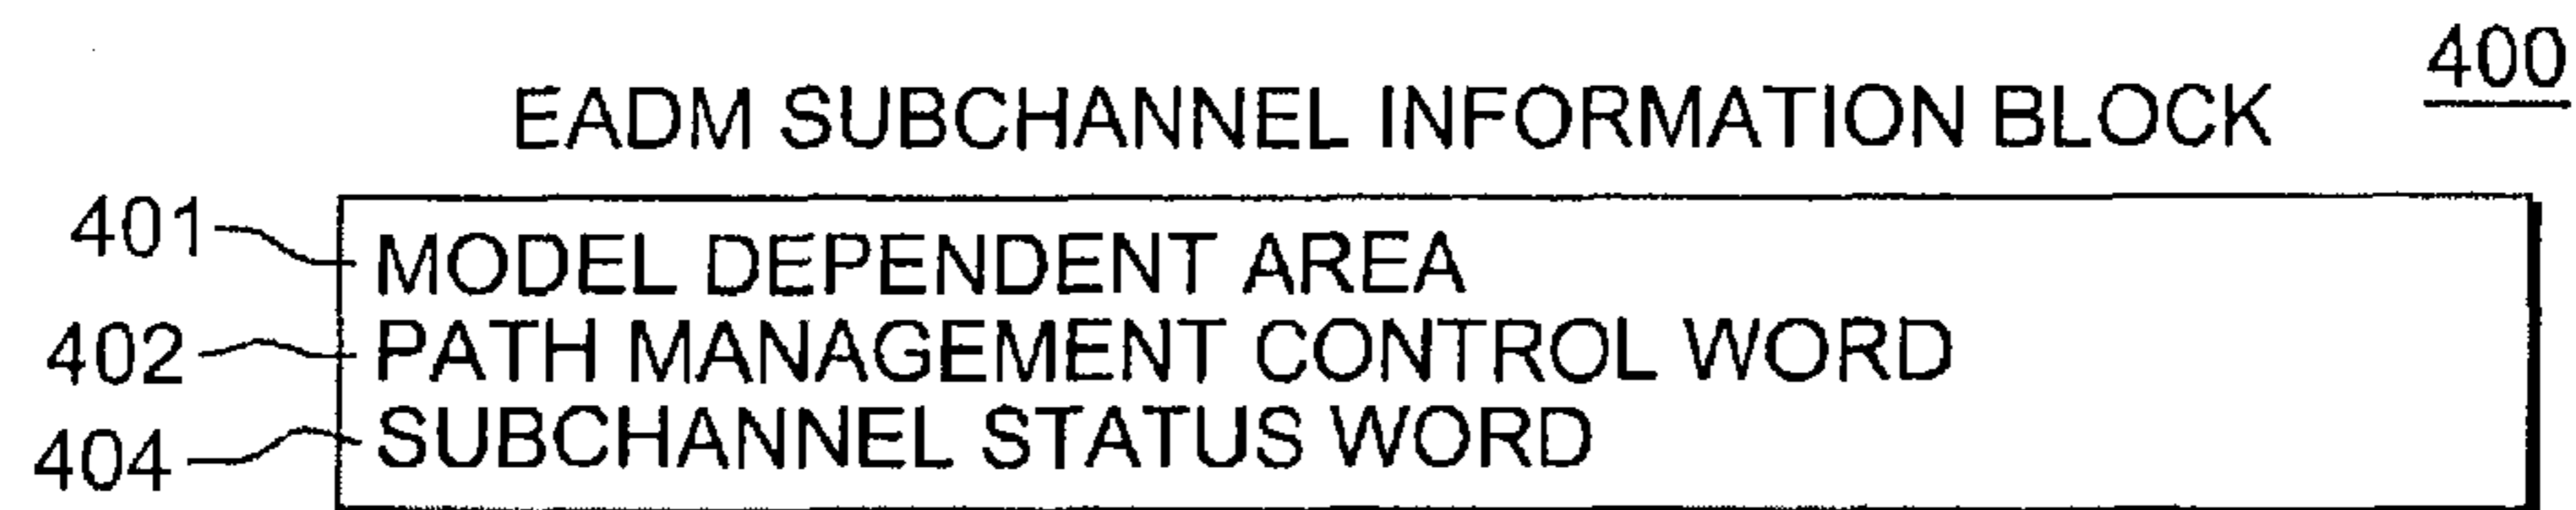 400
EADM SUBCHANNEL INFORMATION BLOCK
401 MODEL DEPENDENT AREA
402 PATH MANAGEMENT CONTROL WORD
404 SUBCHANNEL STATUS WORD